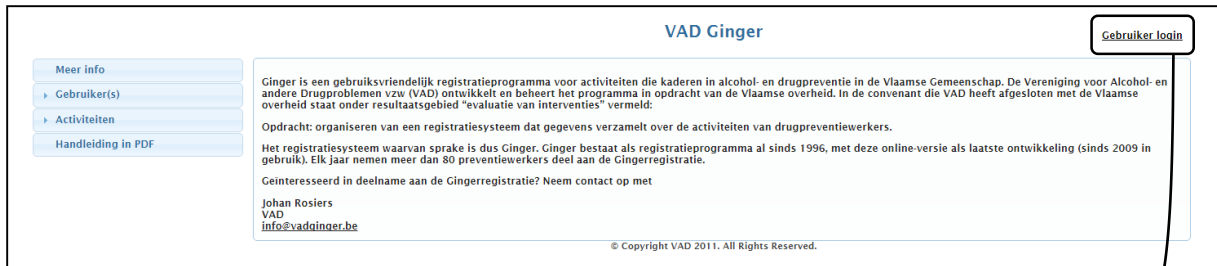 VAD Ginger
Gebruiker login
Meer info
Gebruiker(s)
Activiteiten
Handleiding in PDF
Ginger is een gebruiksvriendelijk registratieprogramma voor activiteiten die kaderen in alcohol- en drugpreventie in de Vlaamse Gemeenschap. De Vereniging voor Alcohol- en
andere Drugproblemen vzw (VAD) ontwikkelt en beheert het programma in opdracht van de Vlaamse overheid. In de convenant die VAD heeft afgesloten met de Vlaamse
overheid staat onder resultaatsgebied “evaluatie van interventies” vermeld:
Opdracht: organiseren van een registratiesysteem dat gegevens verzamelt over de activiteiten van drugpreventiewerkers.
Het registratiesysteem waarvan sprake is dus Ginger. Ginger bestaat als registratieprogramma al sinds 1996, met deze online-versie als laatste ontwikkeling (sinds 2009 in
gebruik). Elk jaar nemen meer dan 80 preventiewerkers deel aan de Gingerregistratie.
Geïnteresseerd in deelname aan de Gingerregistratie? Neem contact op met
Johan Rosiers
VAD
info@vadginger.be
© Copyright VAD 2011. All Rights Reserved.